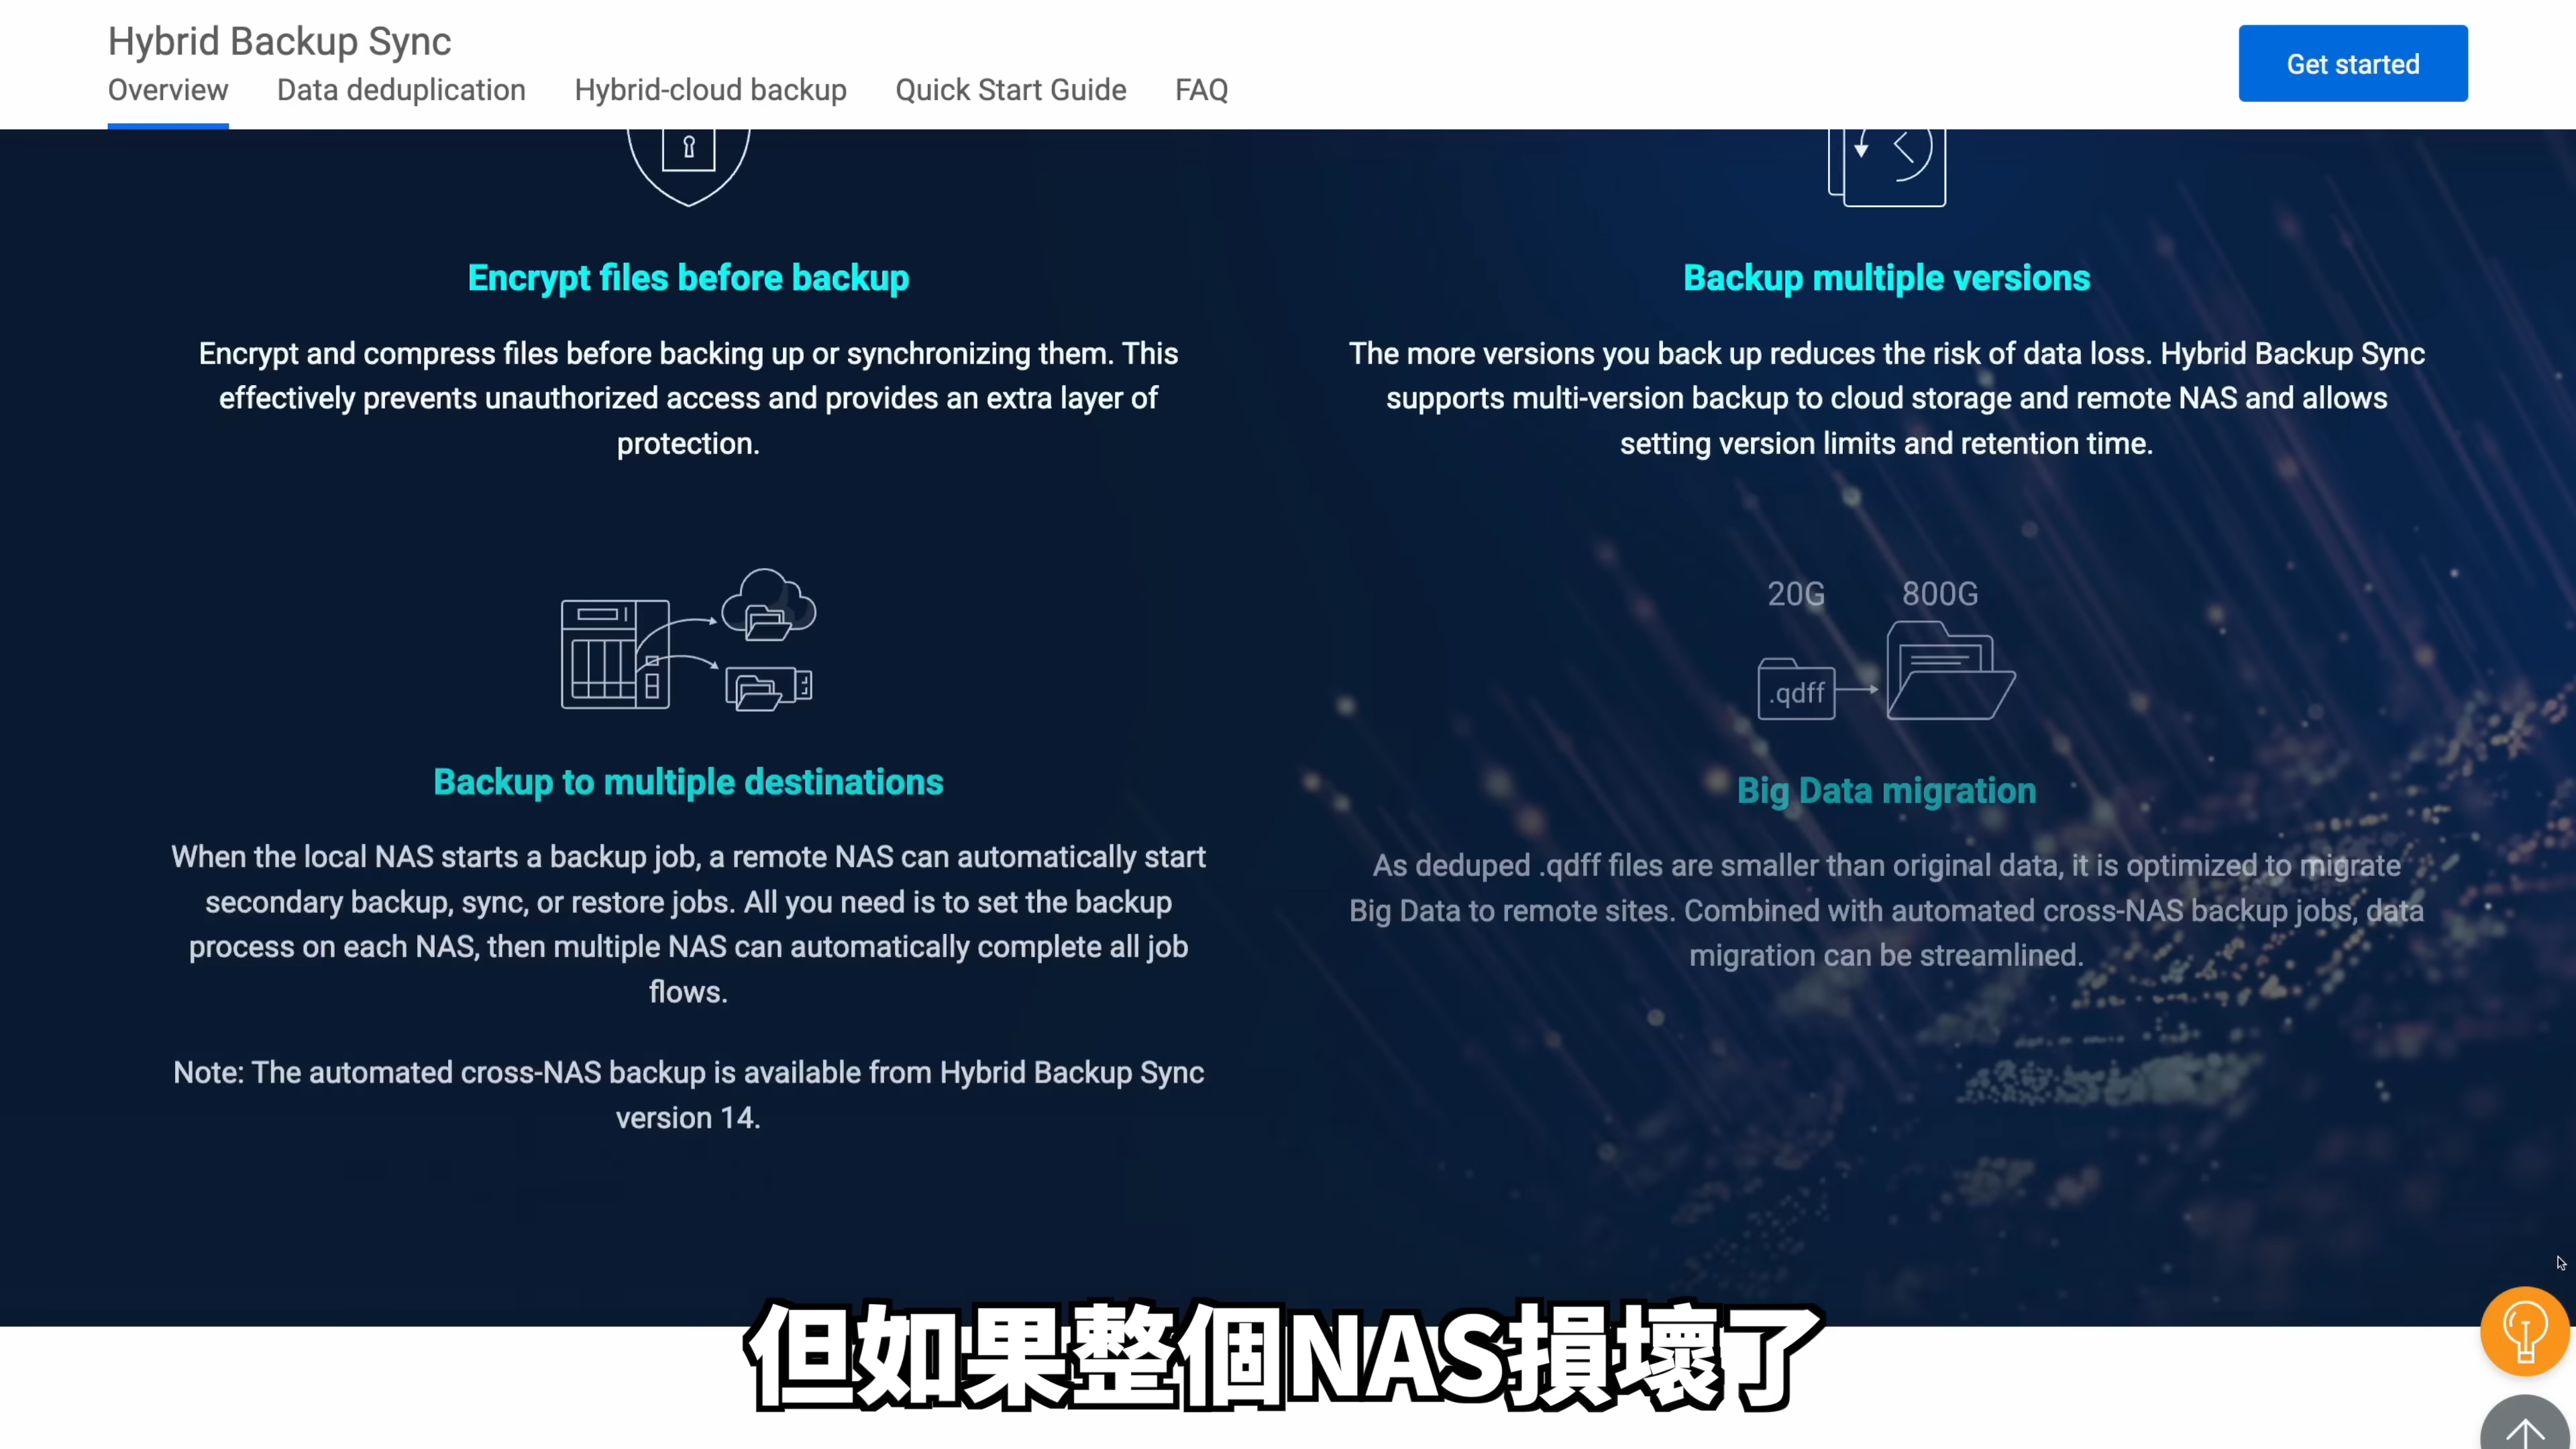 Hybrid Backup Sync
Overview
Data deduplication
Hybrid-cloud backup
Quick Start Guide
FAQ
Get started
Encrypt files before backup
Encrypt and compress files before backing up or synchronizing them. This
effectively prevents unauthorized access and provides an extra layer of
protection.
Backup multiple versions
The more versions you back up reduces the risk of data loss. Hybrid Backup Sync
supports multi-version backup to cloud storage and remote NAS and allows
setting version limits and retention time.
Backup to multiple destinations
When the local NAS starts a backup job, a remote NAS can automatically start
secondary backup, sync, or restore jobs. All you need is to set the backup
process on each NAS, then multiple NAS can automatically complete all job
flows.
Note: The automated cross-NAS backup is available from Hybrid Backup Sync
version 14.
20G
800G
.qdff
Big Data migration
As deduped .qdff files are smaller than original data, it is optimized to migrate
Big Data to remote sites. Combined with automated cross-NAS backup jobs, data
migration can be streamlined.
但如果整個NAS損壞了